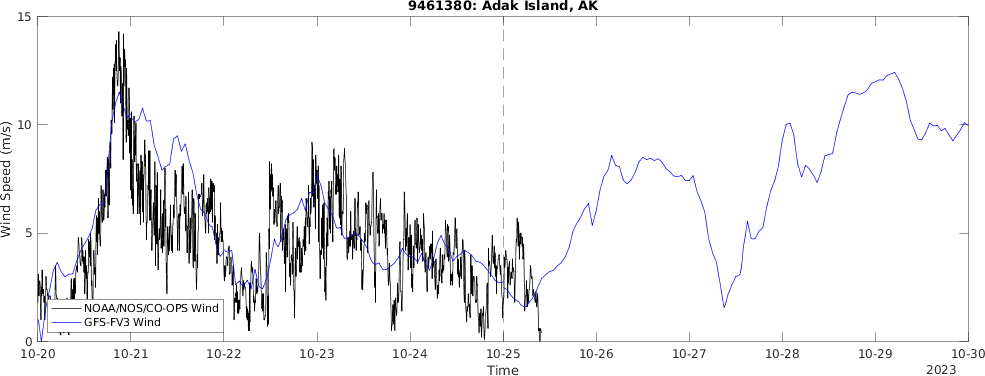 9461380: Adak Island, AK
15
10
5
0
Wind Speed (m/s)
NOAA/NOS/CO-OPS Wind
GFS-FV3 Wind
10-20 10-21 10-22 10-23 10-24 10-25 10-26 10-27 10-28 10-29 10-30
Time
2023